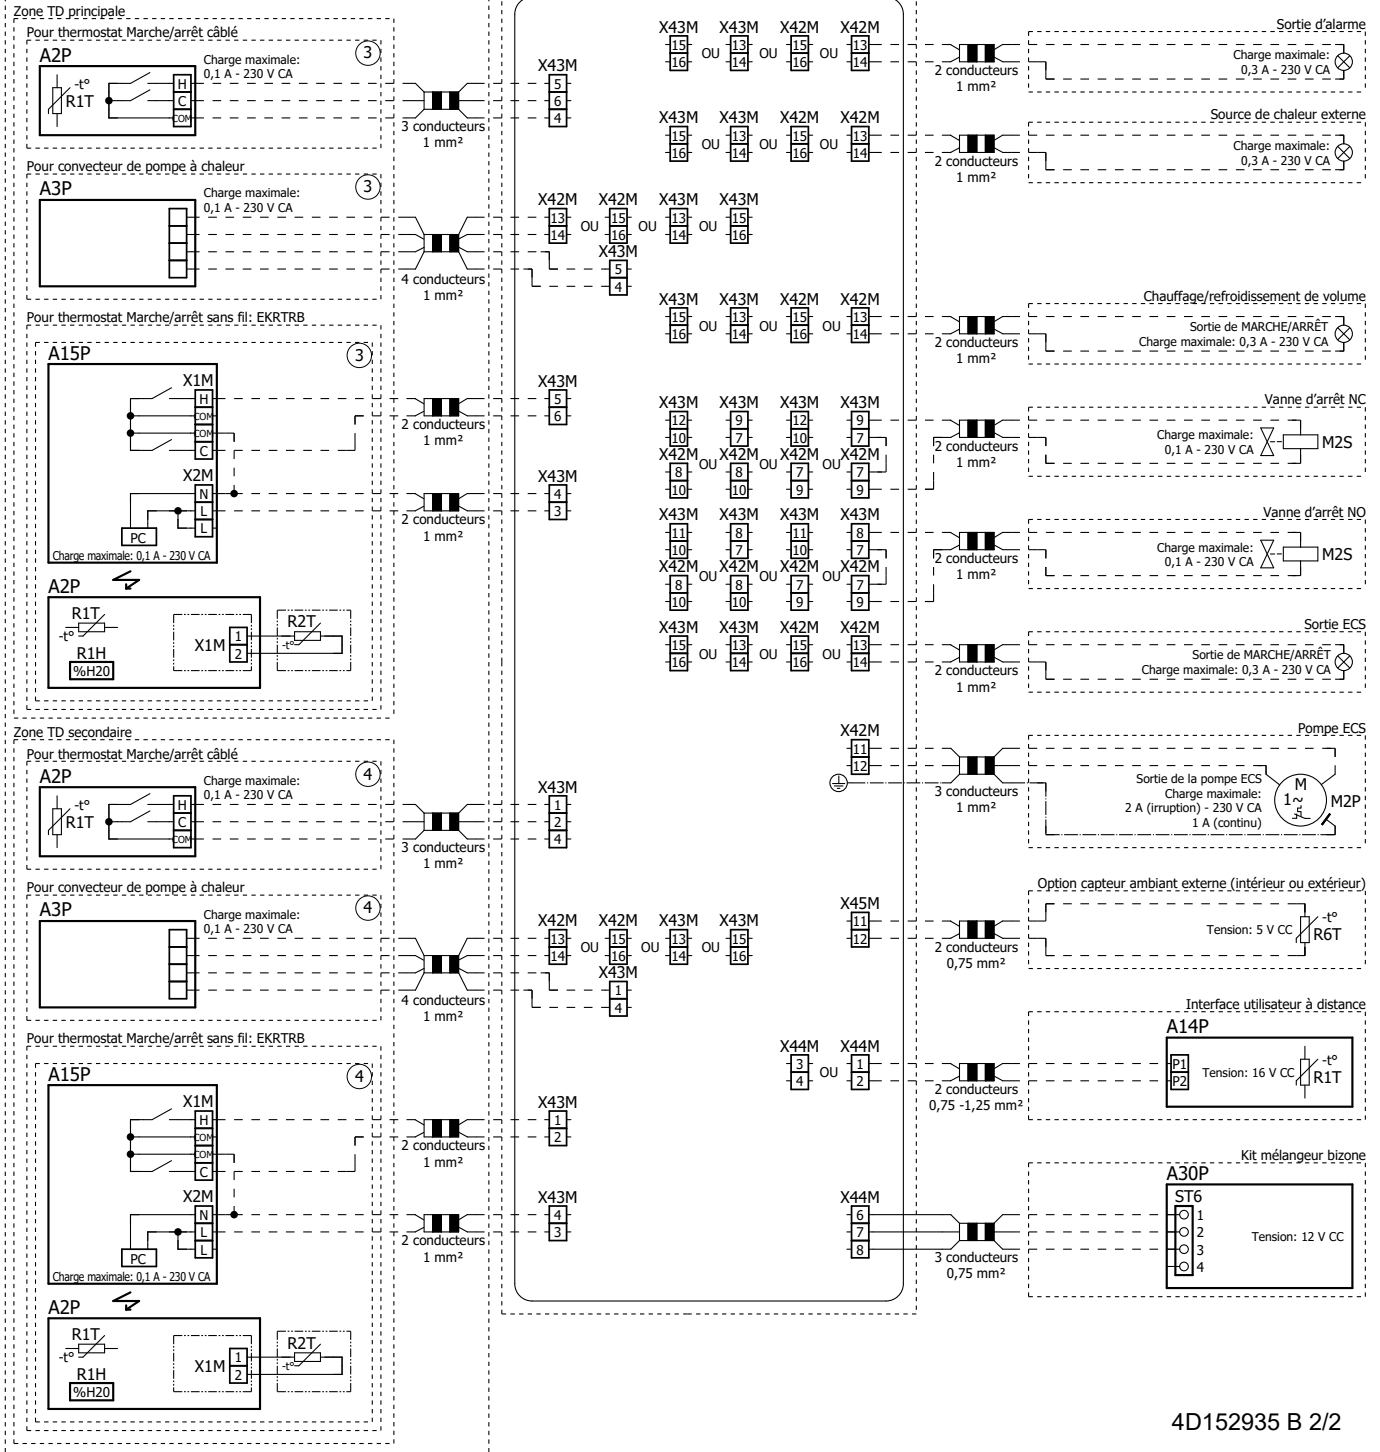 Zone TD principale
Pour thermostat Marche/arrêt câblé
A2P
3
Charge maximale:
0,1 A - 230 V CA
-t°
R1T
H
C
COM
3 conducteurs
1 mm²
X43M
5
6
4
Pour convecteur de pompe à chaleur
A3P
3
Charge maximale:
0,1 A - 230 V CA
4 conducteurs
1 mm²
X42M X42M X43M X43M
13 OU 15 OU 13 OU 15
14 16 14 16
X43M
5
4
Pour thermostat Marche/arrêt sans fil: EKRTRB
A15P
3
X1M
H
COM
COM
C
X2M
N
L
L
PC
Charge maximale: 0,1 A - 230 V CA
2 conducteurs
1 mm²
X43M
5
6
2 conducteurs
1 mm²
X43M
4
3
A2P
R1T
-t°
R1H
%H20
X1M
1
2
R2T
-t°
Zone TD secondaire
Pour thermostat Marche/arrêt câblé
A2P
4
Charge maximale:
0,1 A - 230 V CA
-t°
R1T
H
C
COM
3 conducteurs
1 mm²
X43M
1
2
4
Pour convecteur de pompe à chaleur
A3P
4
Charge maximale:
0,1 A - 230 V CA
4 conducteurs
1 mm²
X42M X42M X43M X43M
13 OU 15 OU 13 OU 15
14 16 14 16
X43M
1
4
Pour thermostat Marche/arrêt sans fil: EKRTRB
A15P
4
X1M
H
COM
COM
C
X2M
N
L
L
PC
Charge maximale: 0,1 A - 230 V CA
2 conducteurs
1 mm²
X43M
1
2
2 conducteurs
1 mm²
X43M
4
3
A2P
R1T
-t°
R1H
%H20
X1M
1
2
R2T
-t°
X43M X43M X42M X42M
15 OU 13 OU 15 OU 13
16 14 16 14
2 conducteurs
1 mm²
Sortie d'alarme
Charge maximale:
0,3 A - 230 V CA
X43M X43M X42M X42M
15 OU 13 OU 15 OU 13
16 14 16 14
2 conducteurs
1 mm²
Source de chaleur externe
Charge maximale:
0,3 A - 230 V CA
X43M X43M X42M X42M
15 OU 13 OU 15 OU 13
16 14 16 14
2 conducteurs
1 mm²
Chauffage/refroidissement de volume
Sortie de MARCHE/ARRÊT
Charge maximale: 0,3 A - 230 V CA
X43M X43M X43M X43M
12 9 12 9
10 7 10 7
X42M OU X42M OU X42M OU X42M
8 8 7 7
10 10 9 9
2 conducteurs
1 mm²
Vanne d'arrêt NC
Charge maximale:
0,1 A - 230 V CA
M2S
X43M X43M X43M X43M
11 8 11 8
10 7 10 7
X42M OU X42M OU X42M OU X42M
8 8 7 7
10 10 9 9
2 conducteurs
1 mm²
Vanne d'arrêt NO
Charge maximale:
0,1 A - 230 V CA
M2S
X43M X43M X42M X42M
15 OU 13 OU 15 OU 13
16 14 16 14
2 conducteurs
1 mm²
Sortie ECS
Sortie de MARCHE/ARRÊT
Charge maximale: 0,3 A - 230 V CA
X42M
11
12
3 conducteurs
1 mm²
Pompe ECS
Sortie de la pompe ECS
Charge maximale:
2 A (irruption) - 230 V CA
1 A (continu)
M
1~
M2P
X45M
11
12
2 conducteurs
0,75 mm²
Option capteur ambiant externe (intérieur ou extérieur)
Tension: 5 V CC
-t°
R6T
X44M X44M
3 OU 1
4 2
2 conducteurs
0,75 -1,25 mm²
Interface utilisateur à distance
A14P
P1
P2
Tension: 16 V CC
-t°
R1T
X44M
6
7
8
3 conducteurs
0,75 mm²
Kit mélangeur bizone
A30P
ST6
1
2
3
4
Tension: 12 V CC
4D152935 B 2/2